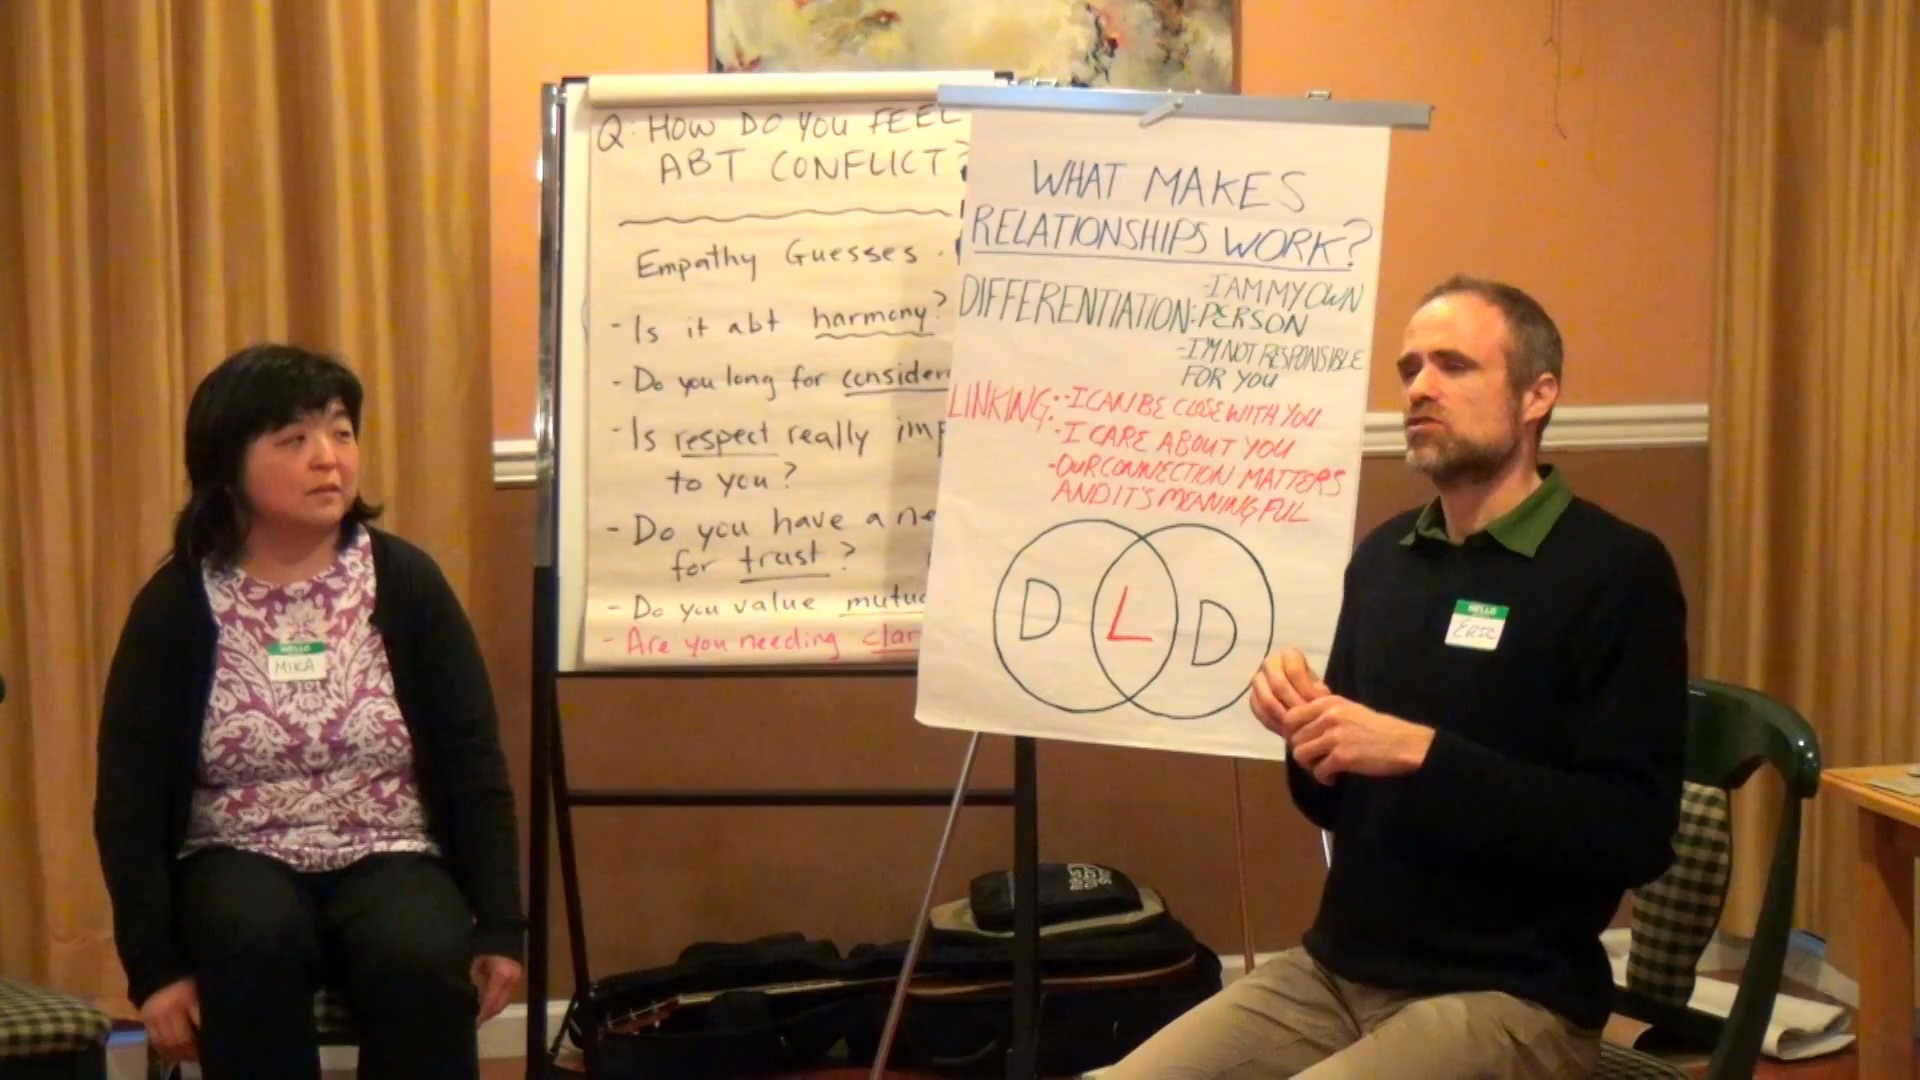 Q: HOW DO YOU FEEL
ABT CONFLICT?
Empathy Guesses
- Is it abt harmony?
- Do you long for
- Is respect really
to you?
- Do you have a
for trust?
- Do you value
- Are you needing
WHAT MAKES
RELATIONSHIPS WORK?
DIFFERENTIATION: -I AM MY OWN
PERSON
-I'M NOT RESPONSIBLE
FOR YOU
LINKING: -I CAN BE CLOSE WITH YOU
-I CARE ABOUT YOU
-OUR CONNECTION MATTERS
AND IT'S MEANINGFUL
D L D
HELLO
MIKA
HELLO
ERIC